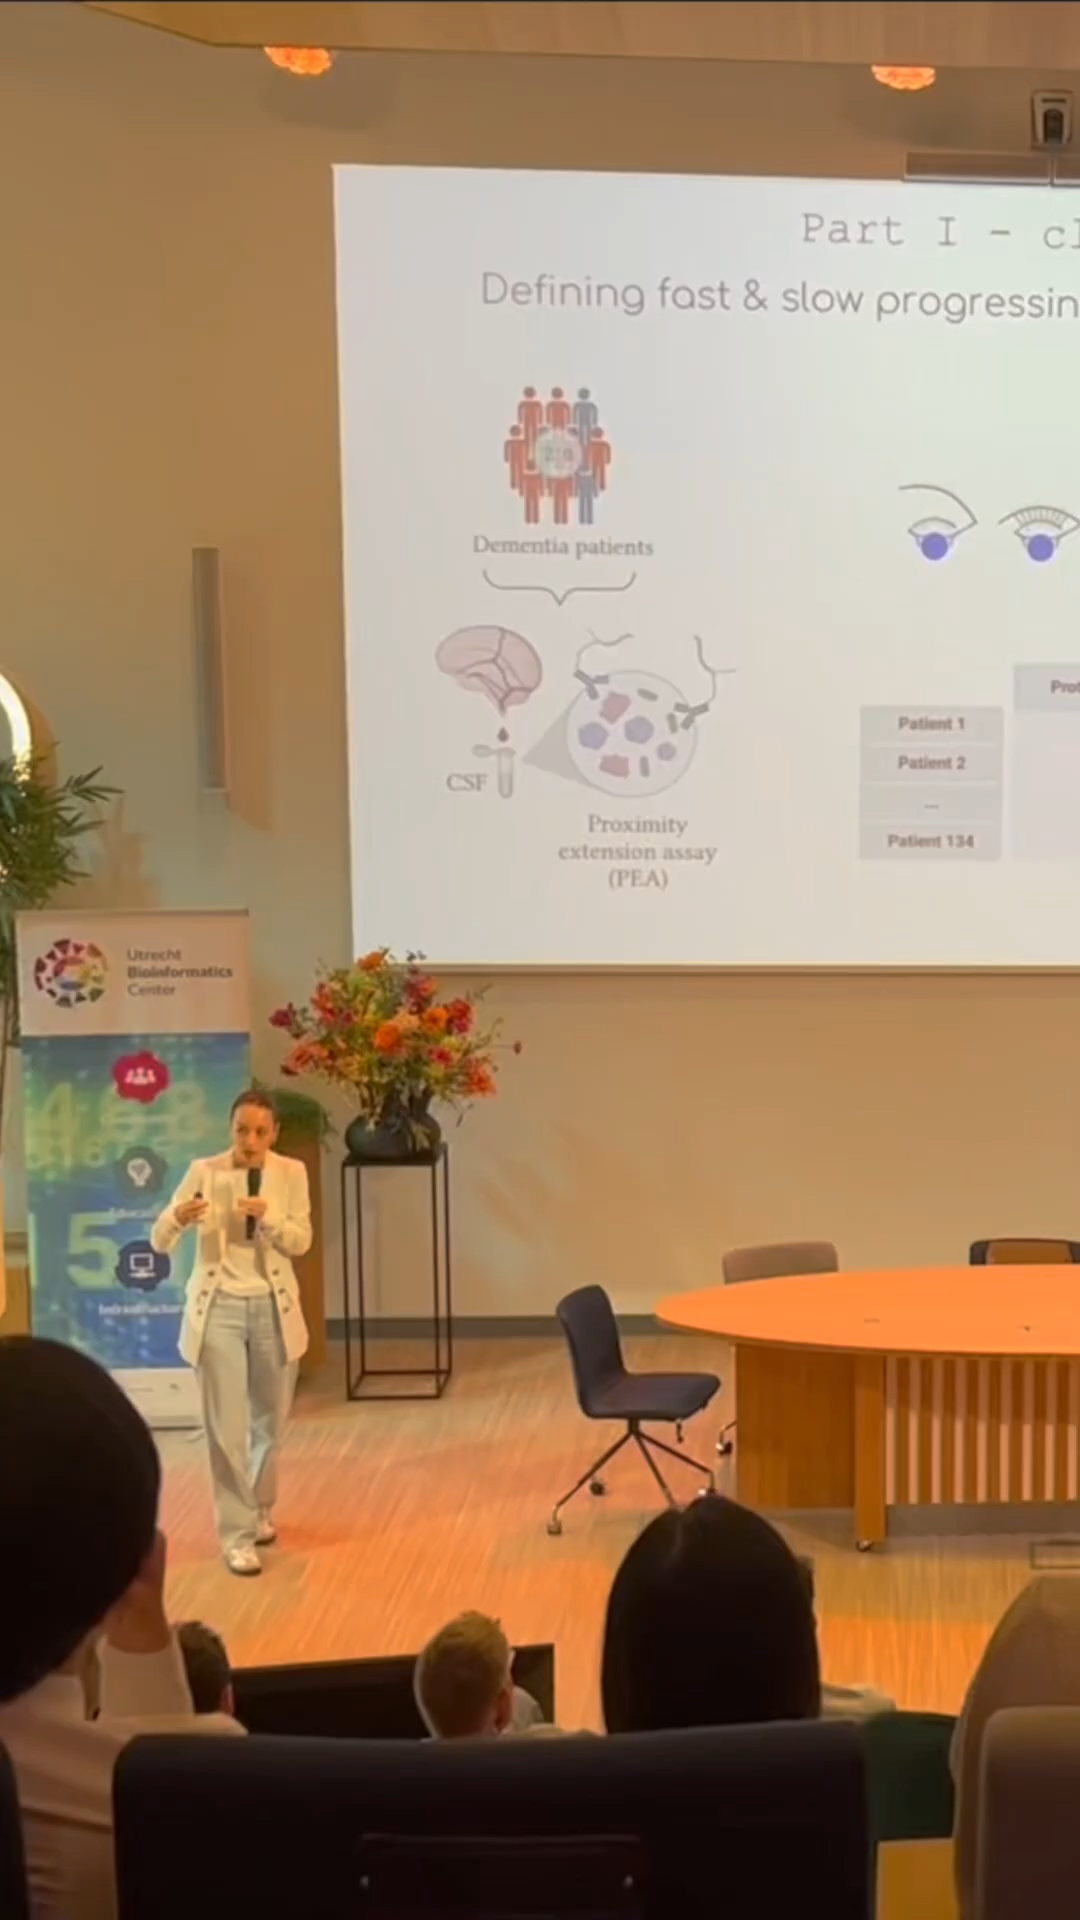 Part I - cl
Defining fast & slow progressin
Dementia patients
CSF
Proximity
extension assay
(PEA)
Prot
Patient 1
Patient 2
...
Patient 134
Utrecht
Bioinformatics
Center